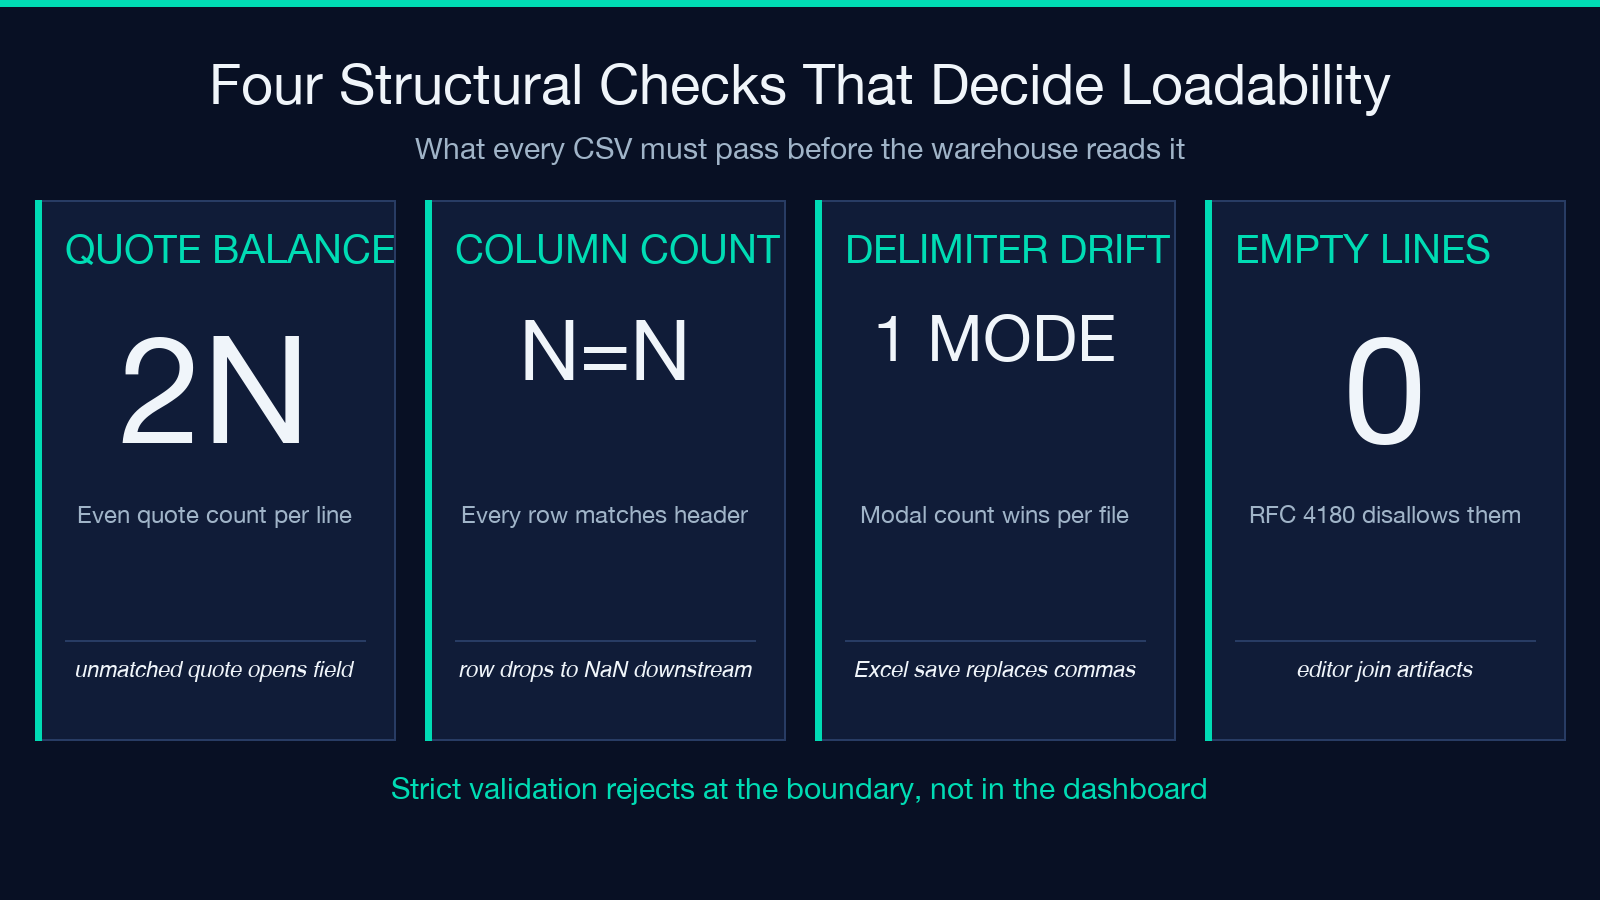 Four Structural Checks That Decide Loadability
What every CSV must pass before the warehouse reads it
QUOTE BALANCE
2N
Even quote count per line
unmatched quote opens field
COLUMN COUNT
N=N
Every row matches header
row drops to NaN downstream
DELIMITER DRIFT
1 MODE
Modal count wins per file
Excel save replaces commas
EMPTY LINES
0
RFC 4180 disallows them
editor join artifacts
Strict validation rejects at the boundary, not in the dashboard